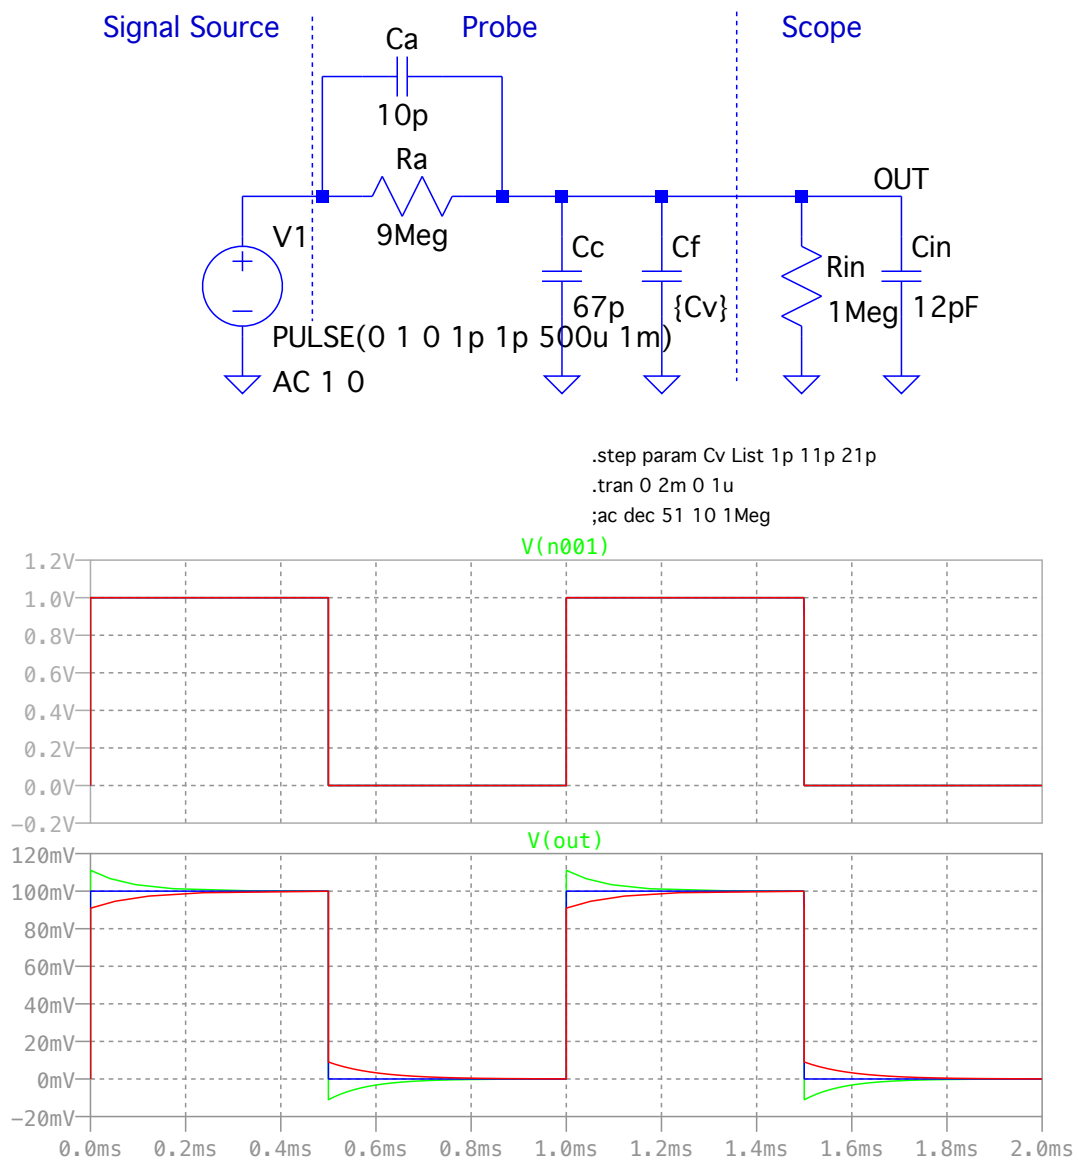 Signal Source
Probe
Scope
Ca
10p
Ra
9Meg
OUT
V1
Cc
67p
Cf
{Cv}
Rin
1Meg
Cin
12pF
PULSE(0 1 0 1p 1p 500u 1m)
AC 1 0
.step param Cv List 1p 11p 21p
.tran 0 2m 0 1u
;ac dec 51 10 1Meg
V(n001)
1.2V
1.0V
0.8V
0.6V
0.4V
0.2V
0.0V
-0.2V
V(out)
120mV
100mV
80mV
60mV
40mV
20mV
0mV
-20mV
0.0ms 0.2ms 0.4ms 0.6ms 0.8ms 1.0ms 1.2ms 1.4ms 1.6ms 1.8ms 2.0ms